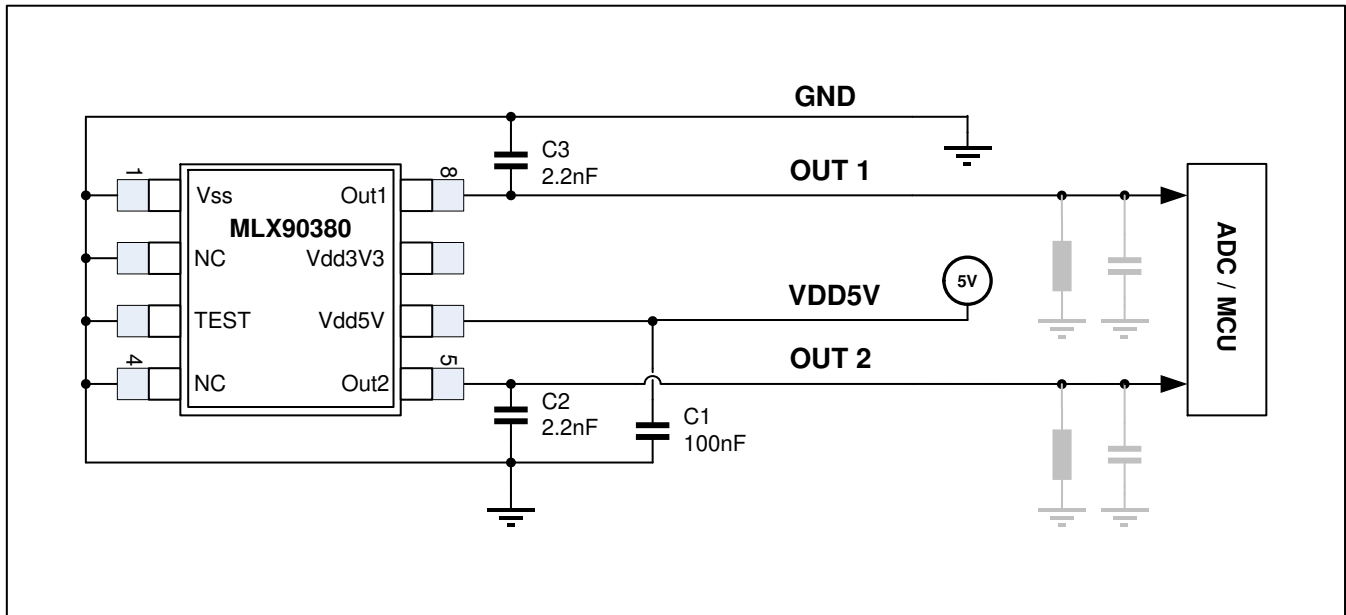 GND
C3
2.2nF
OUT 1
1
8
Vss
Out1
MLX90380
NC
Vdd3V3
TEST
Vdd5V
VDD5V
5V
4
5
NC
Out2
OUT 2
C2
2.2nF
C1
100nF
ADC / MCU